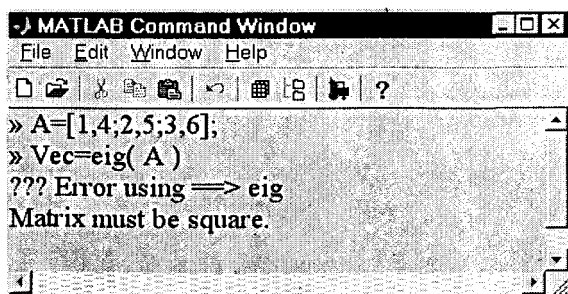 MATLAB Command Window
File Edit Window Help
?
» A=[1,4;2,5;3,6];
» Vec=eig( A )
??? Error using ==> eig
Matrix must be square.